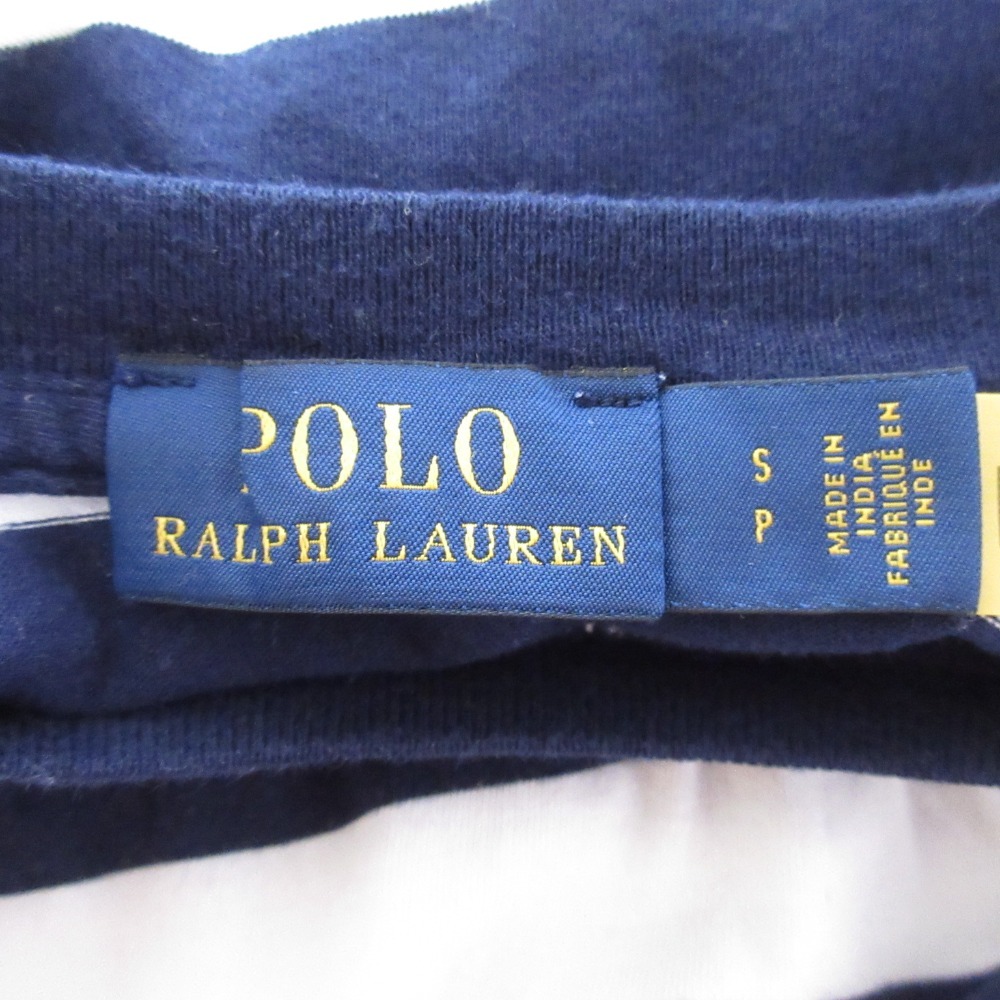 POLO
RALPH LAUREN
S
P
MADE IN
INDIA
FABRIQUÉ EN
INDE